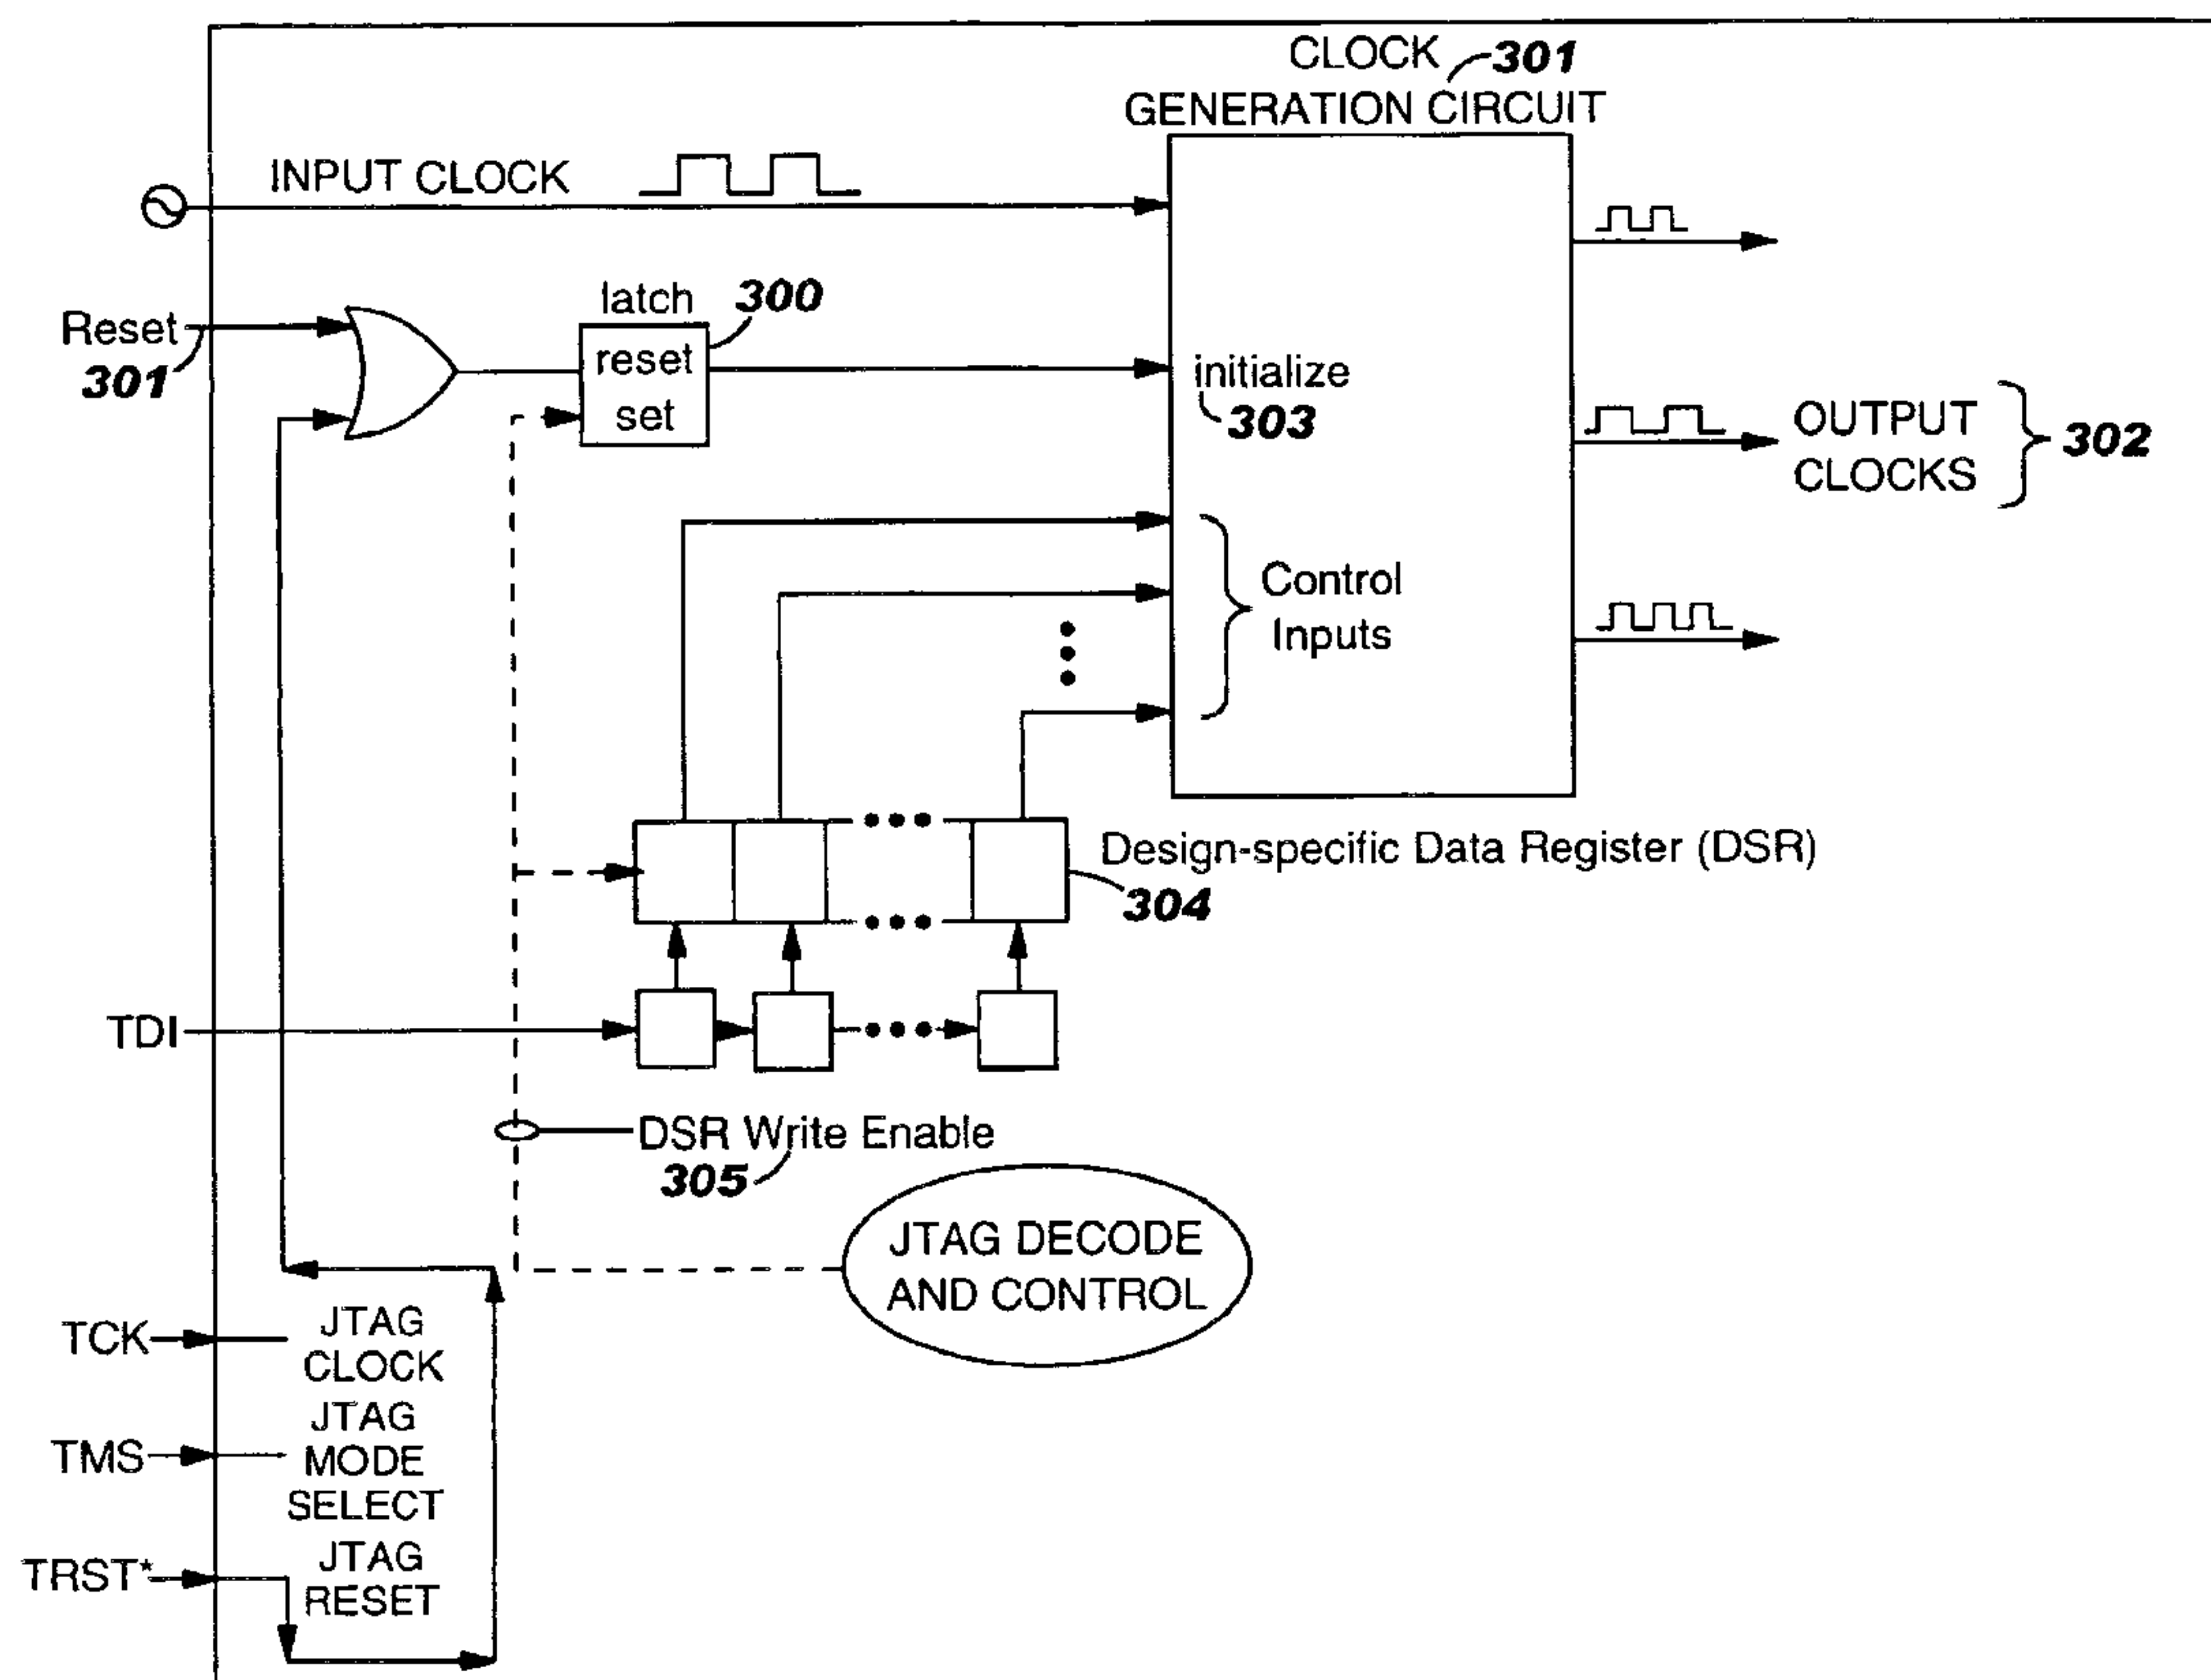 CLOCK 301
GENERATION CIRCUIT
INPUT CLOCK
latch 300
Reset
301
reset
set
initialize
303
OUTPUT
CLOCKS
302
Control
Inputs
Design-specific Data Register (DSR)
304
TDI
DSR Write Enable
305
JTAG DECODE
AND CONTROL
TCK
JTAG
CLOCK
TMS
JTAG
MODE
SELECT
TRST*
JTAG
RESET